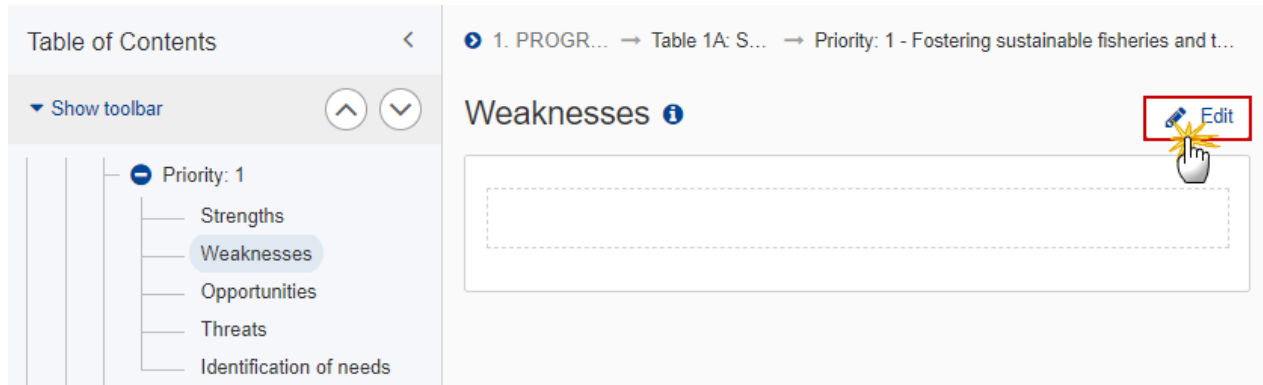 Table of Contents
Show toolbar
Priority: 1
Strengths
Weaknesses
Opportunities
Threats
Identification of needs
1. PROGR... → Table 1A: S... → Priority: 1 - Fostering sustainable fisheries and t...
Weaknesses
Edit